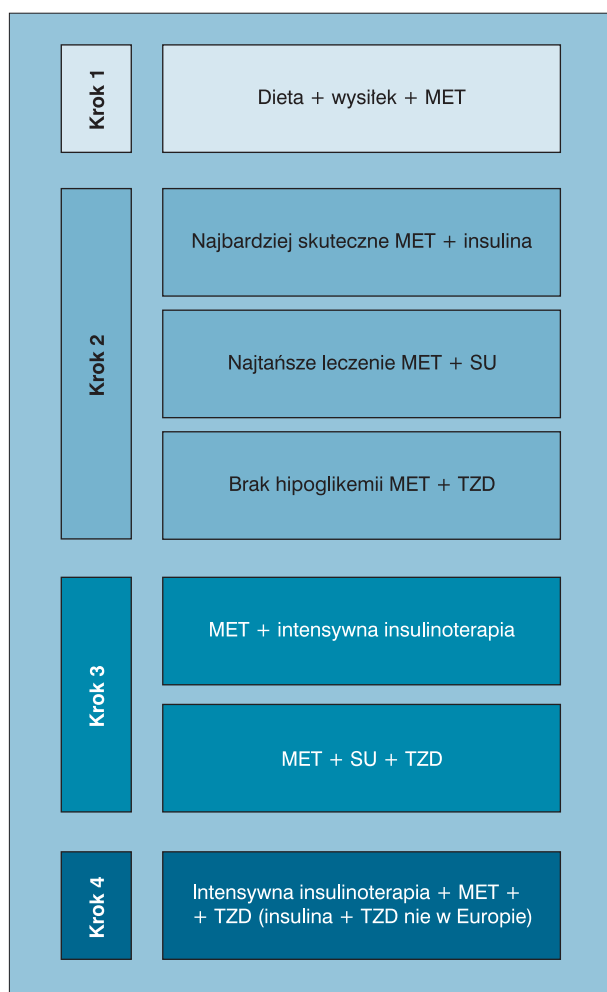 Krok 1
Dieta + wysiłek + MET
Krok 2
Najbardziej skuteczne MET + insulina
Najtańsze leczenie MET + SU
Brak hipoglikemii MET + TZD
Krok 3
MET + intensywna insulinoterapia
MET + SU + TZD
Krok 4
Intensywna insulinoterapia + MET +
+ TZD (insulina + TZD nie w Europie)